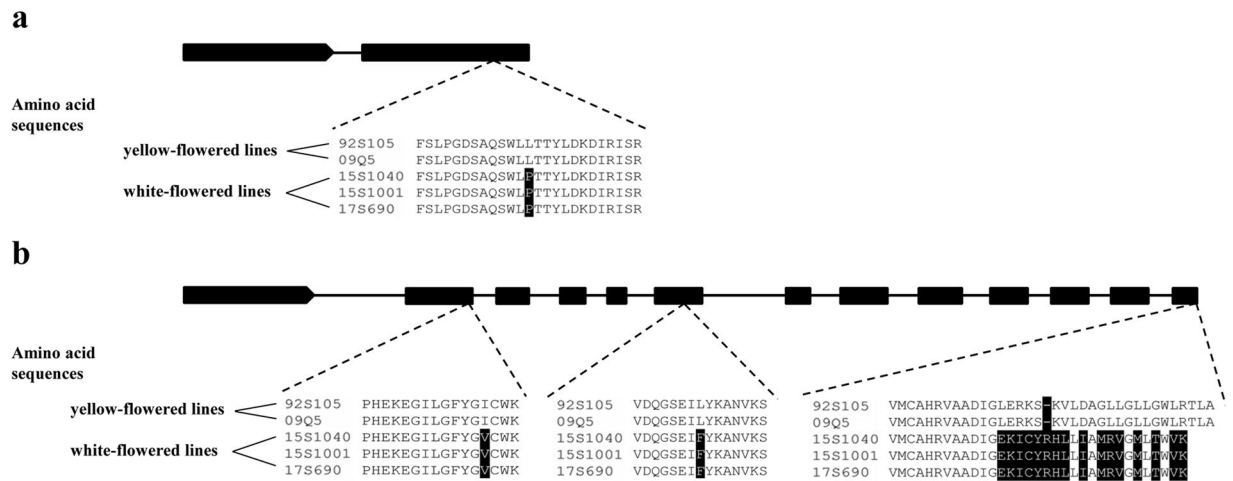 a
Amino acid
sequences
yellow-flowered lines
92S105 FSLPGDSAQSWLLTTYLDKDIRISR
09Q5 FSLPGDSAQSWLLTTYLDKDIRISR
white-flowered lines
15S1040 FSLPGDSAQSWLPTTYLDKDIRISR
15S1001 FSLPGDSAQSWLPTTYLDKDIRISR
17S690 FSLPGDSAQSWLPTTYLDKDIRISR
b
Amino acid
sequences
yellow-flowered lines
92S105 PHEKEGILGFYGICWK 92S105 VDQGSEILYKANVKS 92S105 VMCAHRVAADIGLERKS-KVLDAGLLGLLGWLRTLA
09Q5 PHEKEGILGFYGICWK 09Q5 VDQGSEILYKANVKS 09Q5 VMCAHRVAADIGLERKS-KVLDAGLLGLLGWLRTLA
white-flowered lines
15S1040 PHEKEGILGFYGVCWK 15S1040 VDQGSEIFYKANVKS 15S1040 VMCAHRVAADIGEKICYRHLLIAMRVGMLTWVK
15S1001 PHEKEGILGFYGVCWK 15S1001 VDQGSEIFYKANVKS 15S1001 VMCAHRVAADIGEKICYRHLLIAMRVGMLTWVK
17S690 PHEKEGILGFYGVCWK 17S690 VDQGSEIFYKANVKS 17S690 VMCAHRVAADIGEKICYRHLLIAMRVGMLTWVK